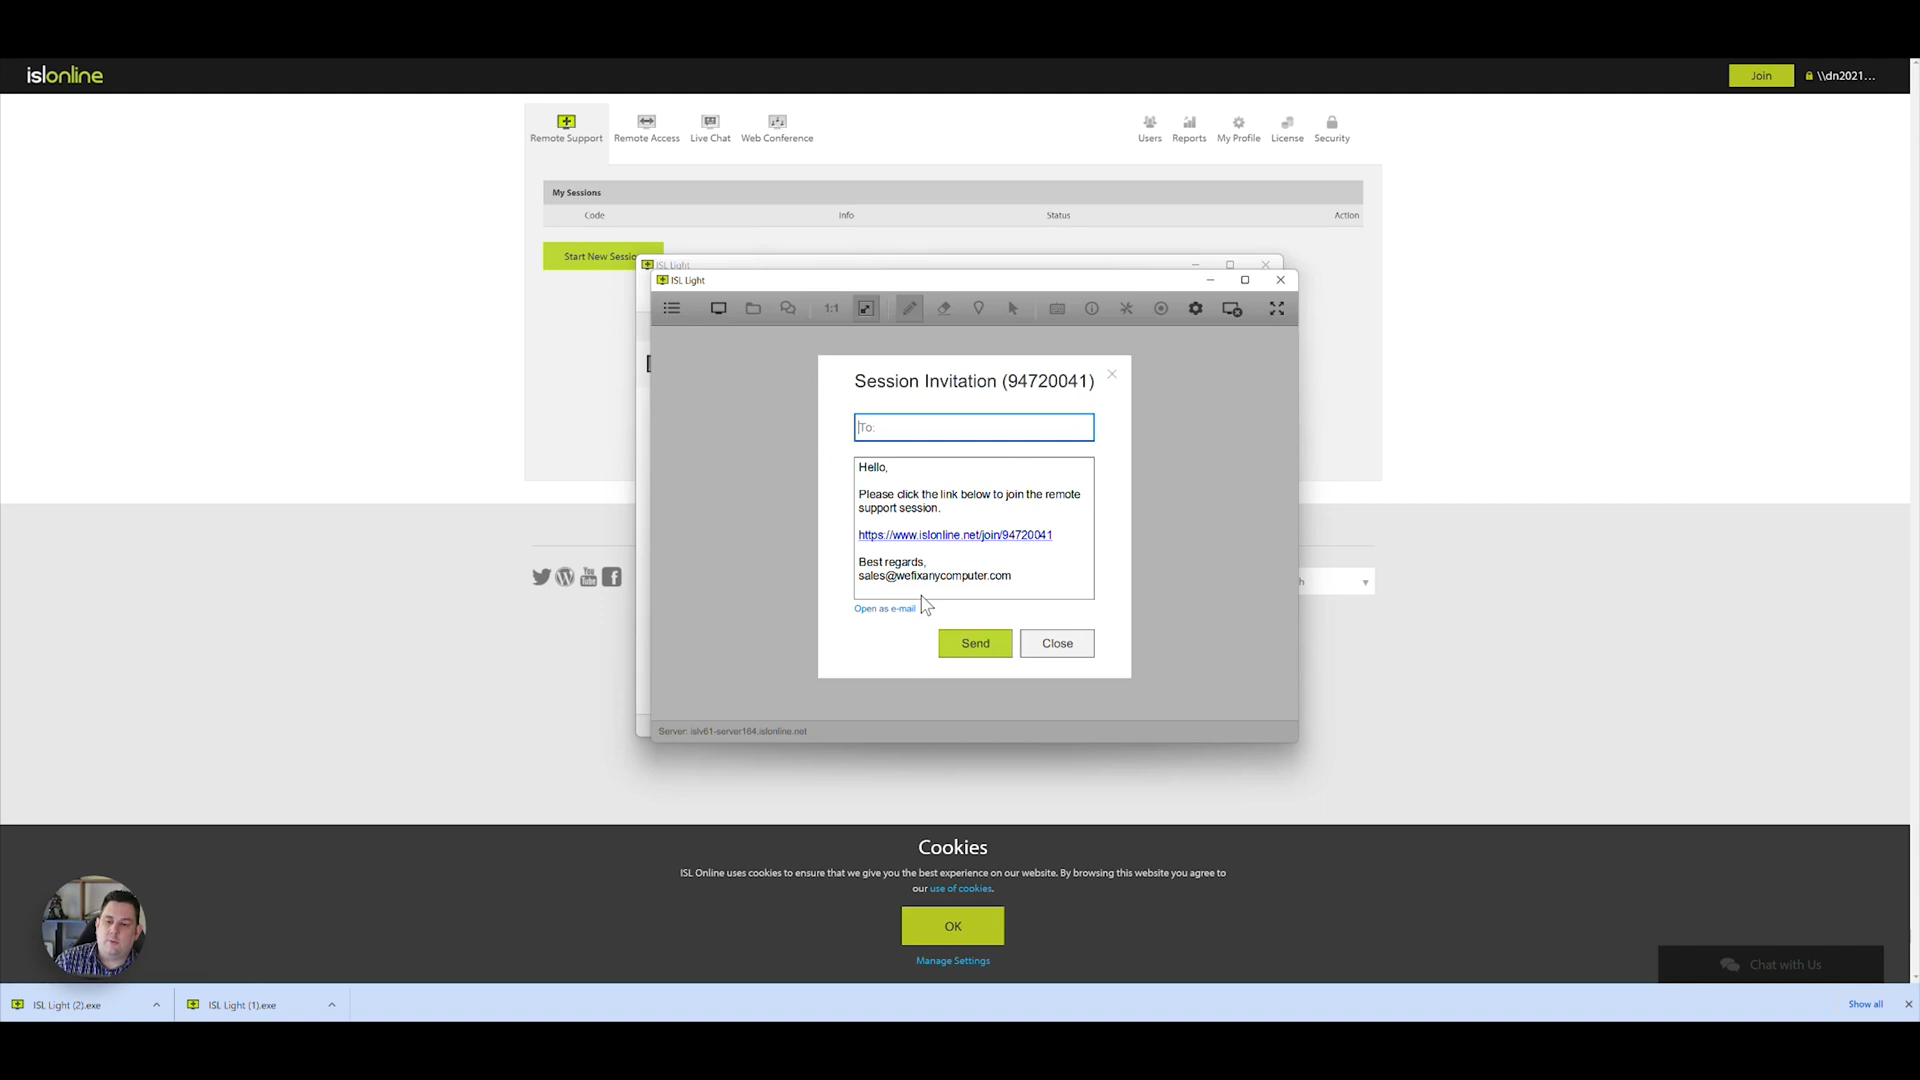 islonline
Join
\\dn2021...
Remote Support
Remote Access
Live Chat
Web Conference
Users
Reports
My Profile
License
Security
My Sessions
Code
Info
Status
Action
Start New Sessio
ISL Light
ISL Light
1:1
Session Invitation (94720041)
To:
Hello,
Please click the link below to join the remote
support session.
https://www.islonline.net/join/94720041
Best regards,
sales@wefixanycomputer.com
Open as e-mail
Send
Close
You
Tube
h
Server: islv61-server164.islonline.net
Cookies
ISL Online uses cookies to ensure that we give you the best experience on our website. By browsing this website you agree to
our use of cookies.
OK
Manage Settings
Chat with Us
ISL Light (2).exe
ISL Light (1).exe
Show all